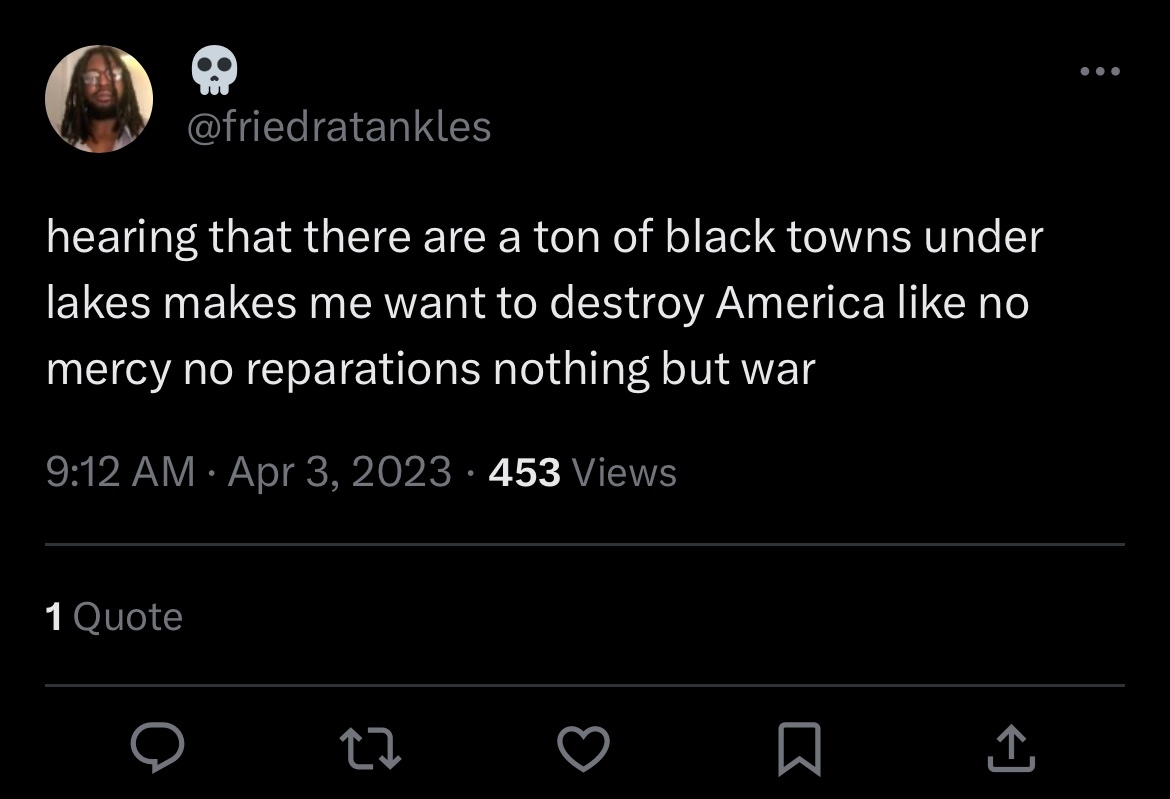 💀
@friedratankles
hearing that there are a ton of black towns under
lakes makes me want to destroy America like no
mercy no reparations nothing but war
9:12 AM · Apr 3, 2023 · 453 Views
1 Quote